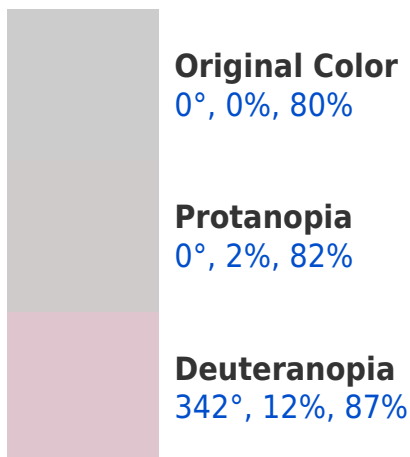 Original Color
0°, 0%, 80%
Protanopia
0°, 2%, 82%
Deuteranopia
342°, 12%, 87%